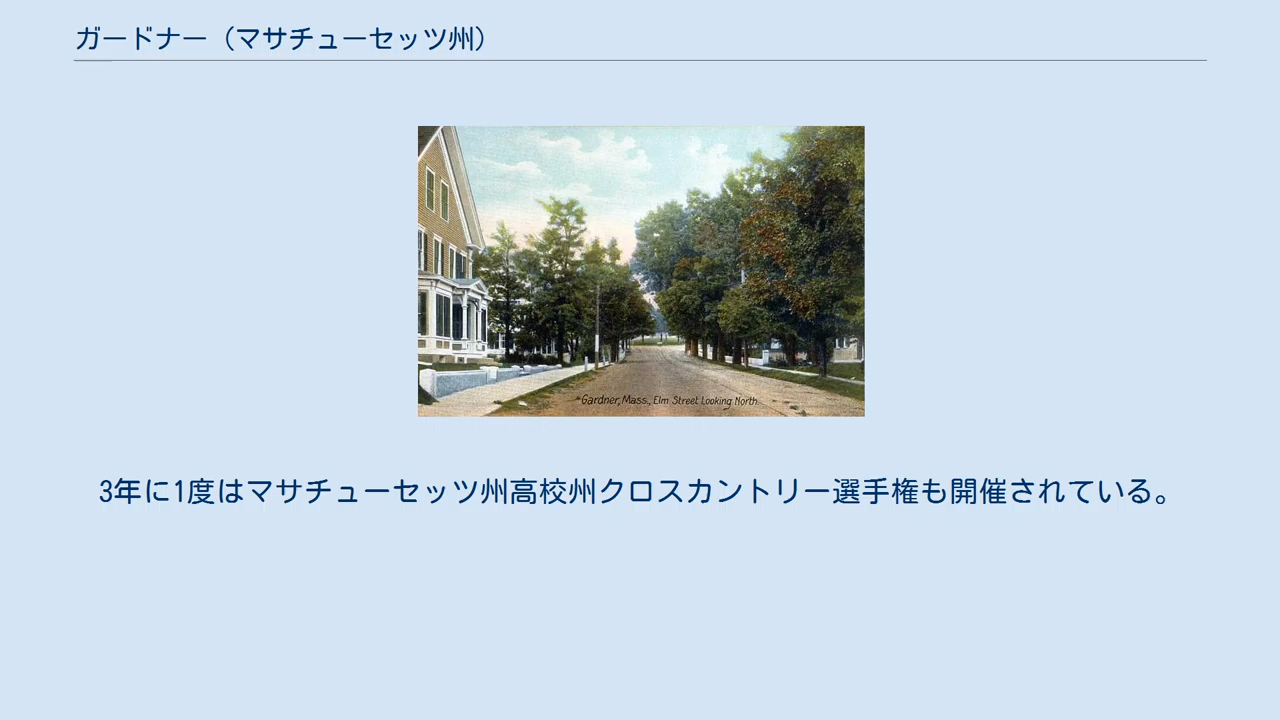 ガードナー（マサチューセッツ州）
Gardner, Mass., Elm Street Looking North.
3年に1度はマサチューセッツ州高校州クロスカントリー選手権も開催されている。